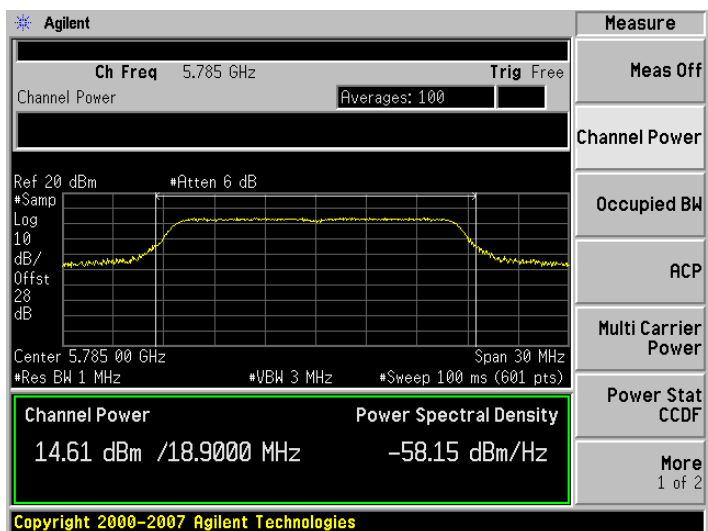 Agilent
Measure
Ch Freq 5.785 GHz Trig Free
Channel Power Averages: 100
Ref 20 dBm #Atten 6 dB
#Samp
Log
10
dB/
Offst
28
dB
Center 5.785 00 GHz Span 30 MHz
#Res BW 1 MHz #VBW 3 MHz #Sweep 100 ms (601 pts)
Channel Power Power Spectral Density
14.61 dBm /18.9000 MHz -58.15 dBm/Hz
Meas Off
Channel Power
Occupied BW
ACP
Multi Carrier
Power
Power Stat
CCDF
More
1 of 2
Copyright 2000-2007 Agilent Technologies